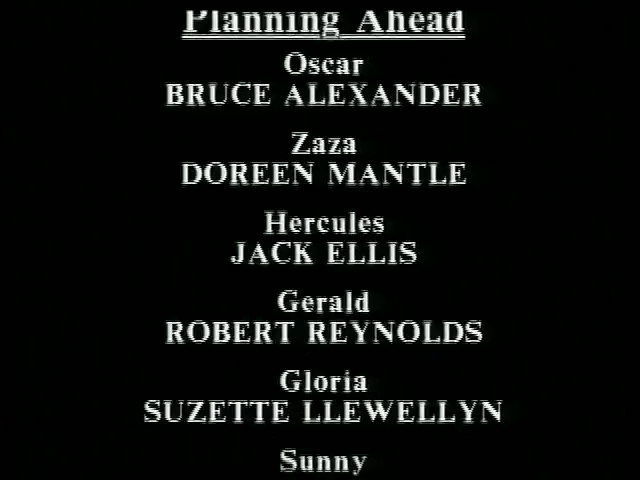 Planning Ahead
Oscar
BRUCE ALEXANDER
Zaza
DOREEN MANTLE
Hercules
JACK ELLIS
Gerald
ROBERT REYNOLDS
Gloria
SUZETTE LLEWELLYN
Sunny